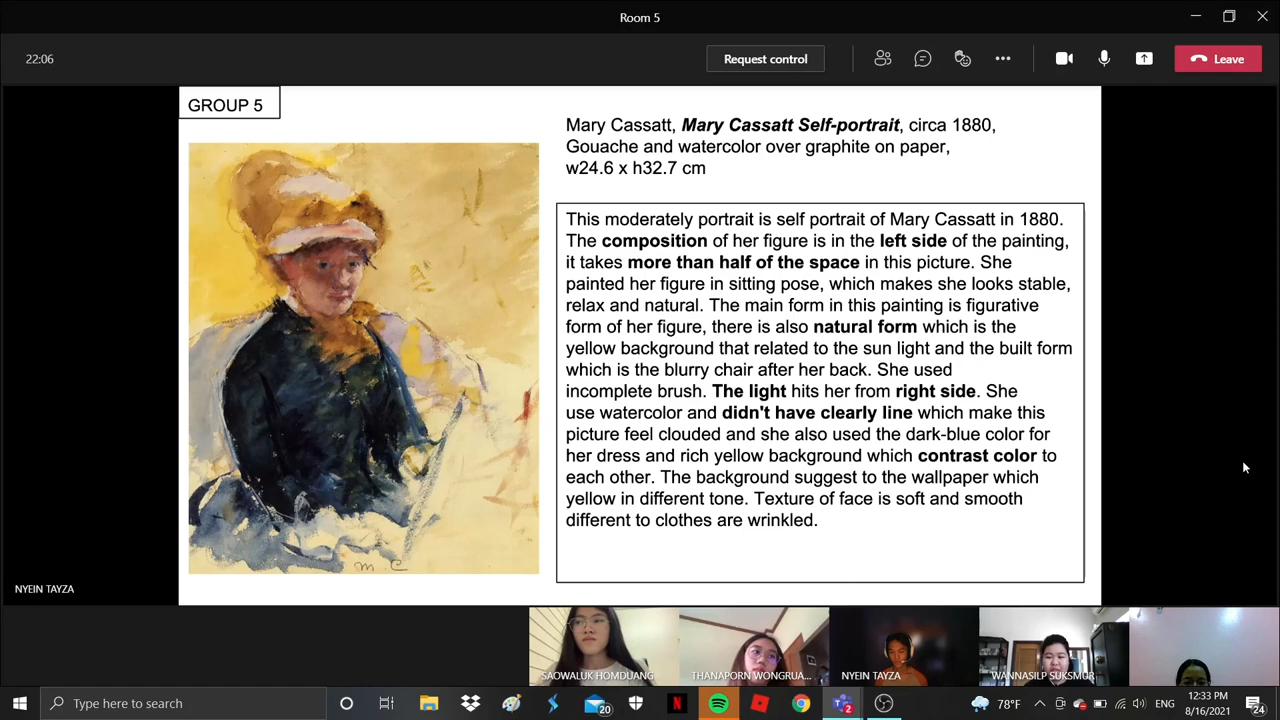 Room 5
22:06
Request control
Leave
GROUP 5
Mary Cassatt, Mary Cassatt Self-portrait, circa 1880,
Gouache and watercolor over graphite on paper,
w24.6 x h32.7 cm
This moderately portrait is self portrait of Mary Cassatt in 1880.
The composition of her figure is in the left side of the painting,
it takes more than half of the space in this picture. She
painted her figure in sitting pose, which makes she looks stable,
relax and natural. The main form in this painting is figurative
form of her figure, there is also natural form which is the
yellow background that related to the sun light and the built form
which is the blurry chair after her back. She used
incomplete brush. The light hits her from right side. She
use watercolor and didn't have clearly line which make this
picture feel clouded and she also used the dark-blue color for
her dress and rich yellow background which contrast color to
each other. The background suggest to the wallpaper which
yellow in different tone. Texture of face is soft and smooth
different to clothes are wrinkled.
M C
NYEIN TAYZA
SAOWALUK HOMDUANG
THANAPORN WONGRUA...
NYEIN TAYZA
WANNASILP SUKSMUR
Type here to search
20
2
78°F
ENG
12:33 PM
8/16/2021
24